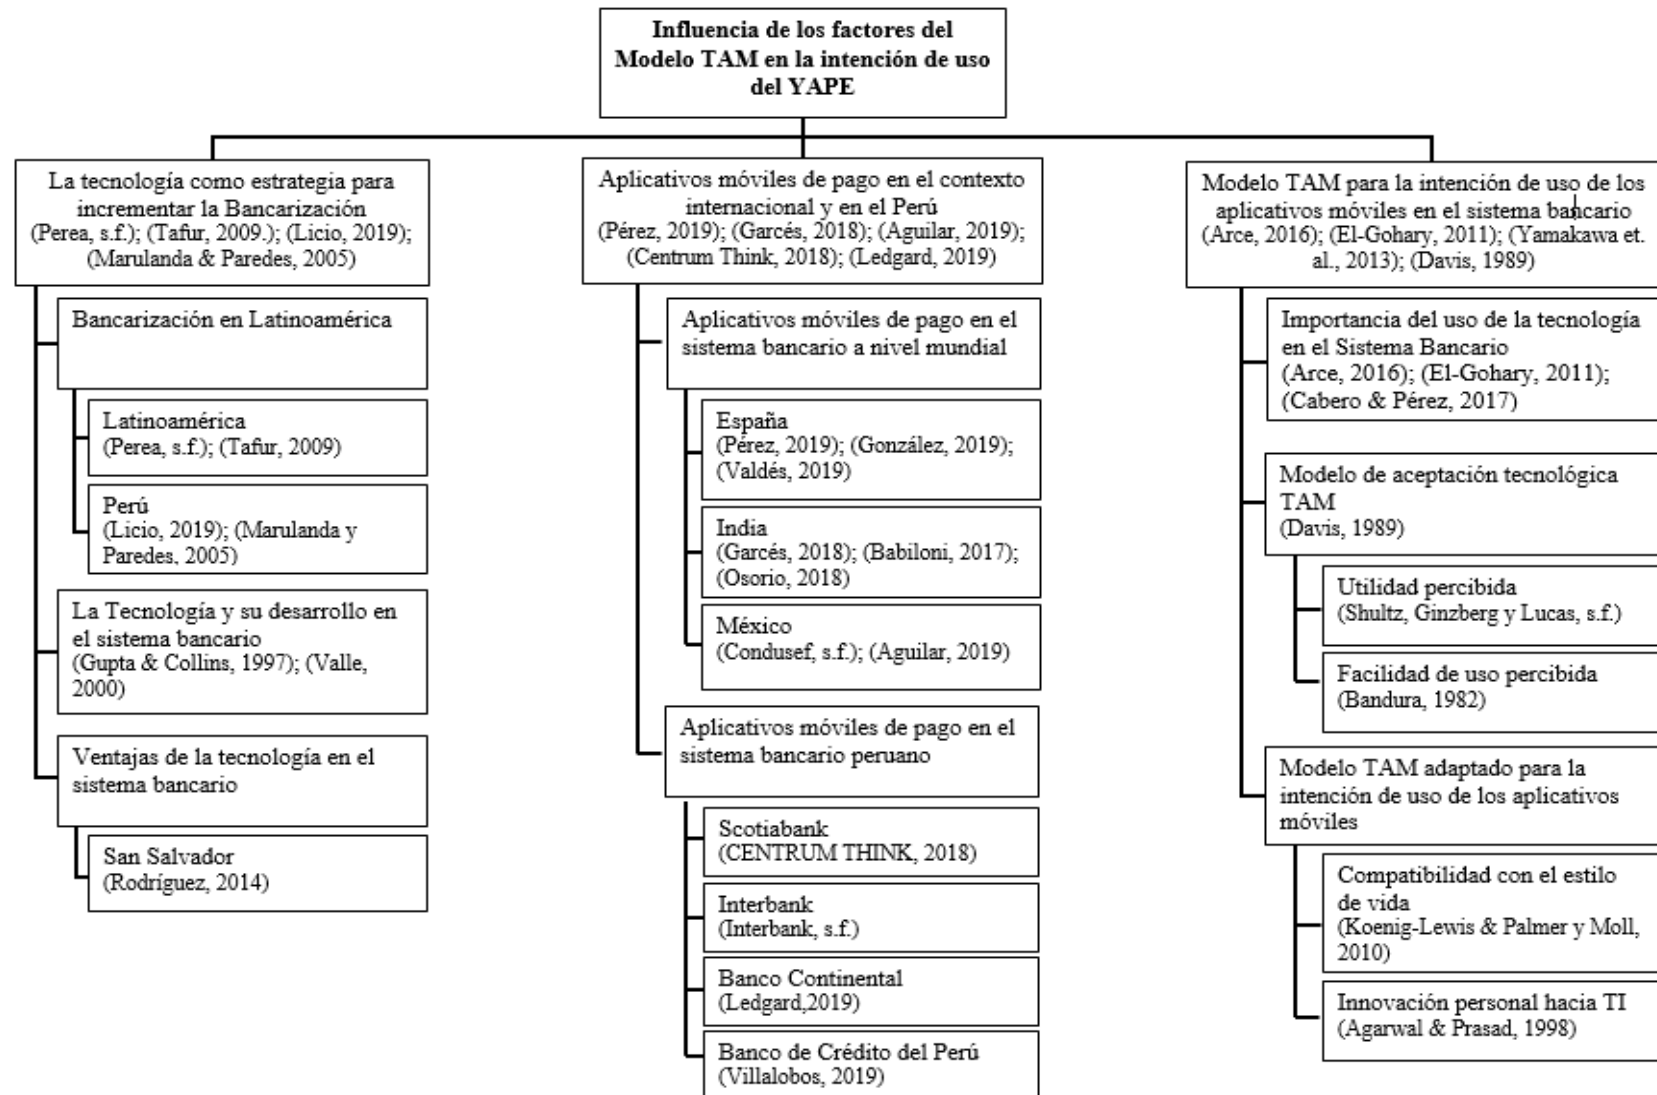 Influencia de los factores del
Modelo TAM en la intención de uso
del YAPE
La tecnología como estrategia para
incrementar la Bancarización
(Perea, s.f.); (Tafur, 2009.); (Licio, 2019);
(Marulanda & Paredes, 2005)
Bancarización en Latinoamérica
Latinoamérica
(Perea, s.f.); (Tafur, 2009)
Perú
(Licio, 2019); (Marulanda y
Paredes, 2005)
La Tecnología y su desarrollo en
el sistema bancario
(Gupta & Collins, 1997); (Valle,
2000)
Ventajas de la tecnología en el
sistema bancario
San Salvador
(Rodríguez, 2014)
Aplicativos móviles de pago en el contexto
internacional y en el Perú
(Pérez, 2019); (Garcés, 2018); (Aguilar, 2019);
(Centrum Think, 2018); (Ledgard, 2019)
Aplicativos móviles de pago en el
sistema bancario a nivel mundial
España
(Pérez, 2019); (González, 2019);
(Valdés, 2019)
India
(Garcés, 2018); (Babiloni, 2017);
(Osorio, 2018)
México
(Condusef, s.f.); (Aguilar, 2019)
Aplicativos móviles de pago en el
sistema bancario peruano
Scotiabank
(CENTRUM THINK, 2018)
Interbank
(Interbank, s.f.)
Banco Continental
(Ledgard,2019)
Banco de Crédito del Perú
(Villalobos, 2019)
Modelo TAM para la intención de uso de los
aplicativos móviles en el sistema bancario
(Arce, 2016); (El-Gohary, 2011); (Yamakawa et.
al., 2013); (Davis, 1989)
Importancia del uso de la tecnología
en el Sistema Bancario
(Arce, 2016); (El-Gohary, 2011);
(Cabero & Pérez, 2017)
Modelo de aceptación tecnológica
TAM
(Davis, 1989)
Utilidad percibida
(Shultz, Ginzberg y Lucas, s.f.)
Facilidad de uso percibida
(Bandura, 1982)
Modelo TAM adaptado para la
intención de uso de los aplicativos
móviles
Compatibilidad con el estilo
de vida
(Koenig-Lewis & Palmer y Moll,
2010)
Innovación personal hacia TI
(Agarwal & Prasad, 1998)